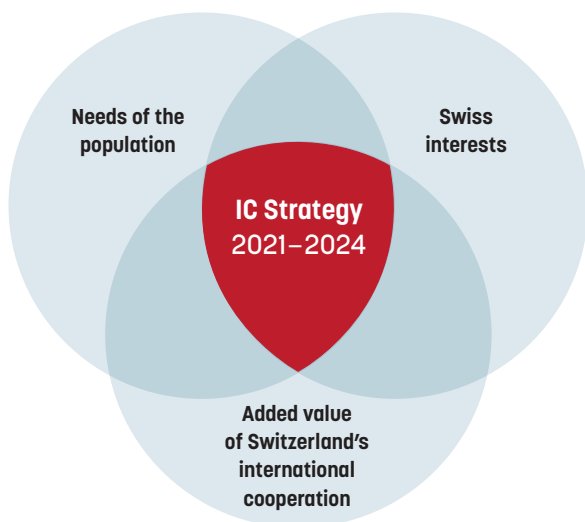 Needs of the
population
Swiss
interests
IC Strategy
2021–2024
Added value
of Switzerland's
international
cooperation